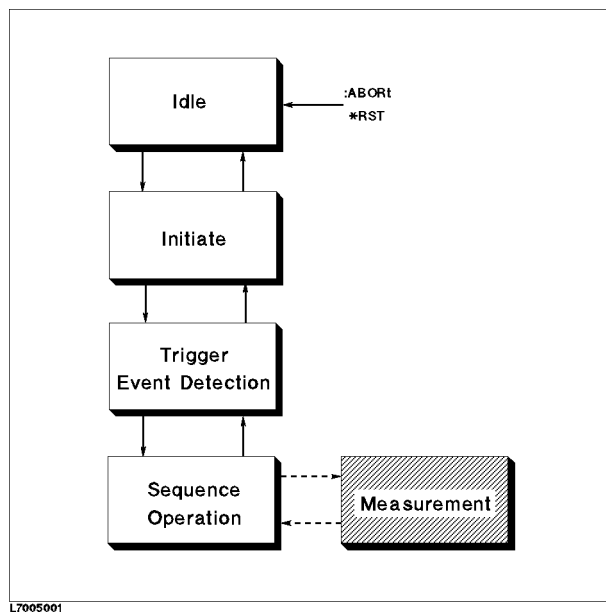 Idle
:ABORt
*RST
Initiate
Trigger
Event Detection
Sequence
Operation
Measurement
L7005001